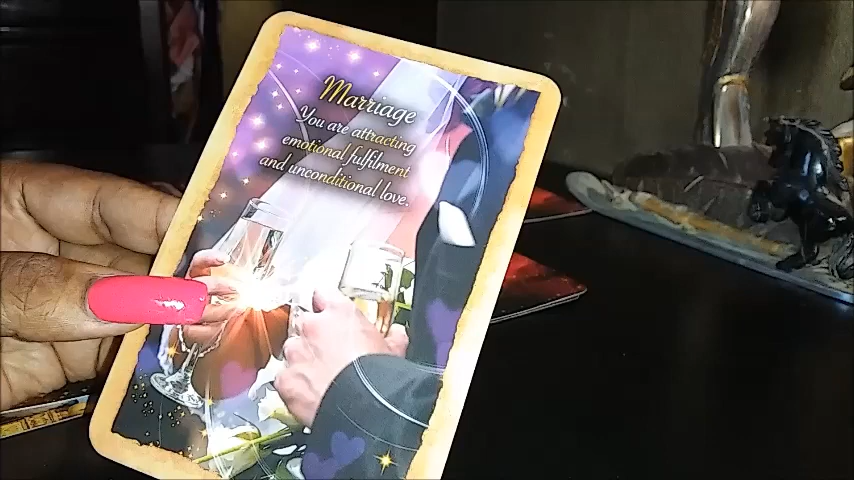 Marriage
You are attracting
emotional fulfilment
and unconditional love.